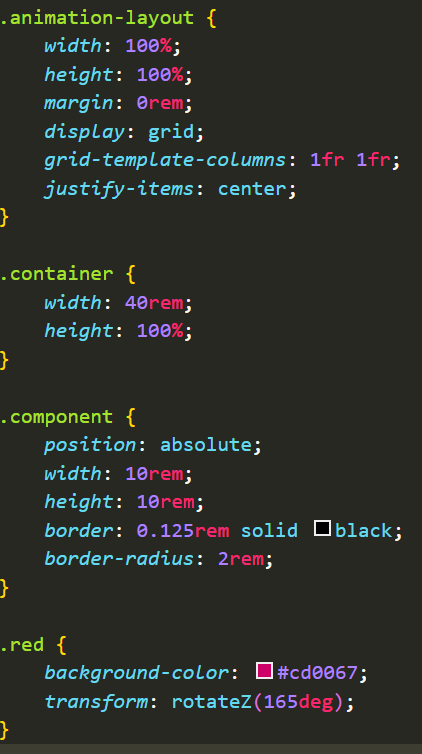 .animation-layout {
    width: 100%;
    height: 100%;
    margin: 0rem;
    display: grid;
    grid-template-columns: 1fr 1fr;
    justify-items: center;
}

.container {
    width: 40rem;
    height: 100%;
}

.component {
    position: absolute;
    width: 10rem;
    height: 10rem;
    border: 0.125rem solid black;
    border-radius: 2rem;
}

.red {
    background-color: #cd0067;
    transform: rotateZ(165deg);
}